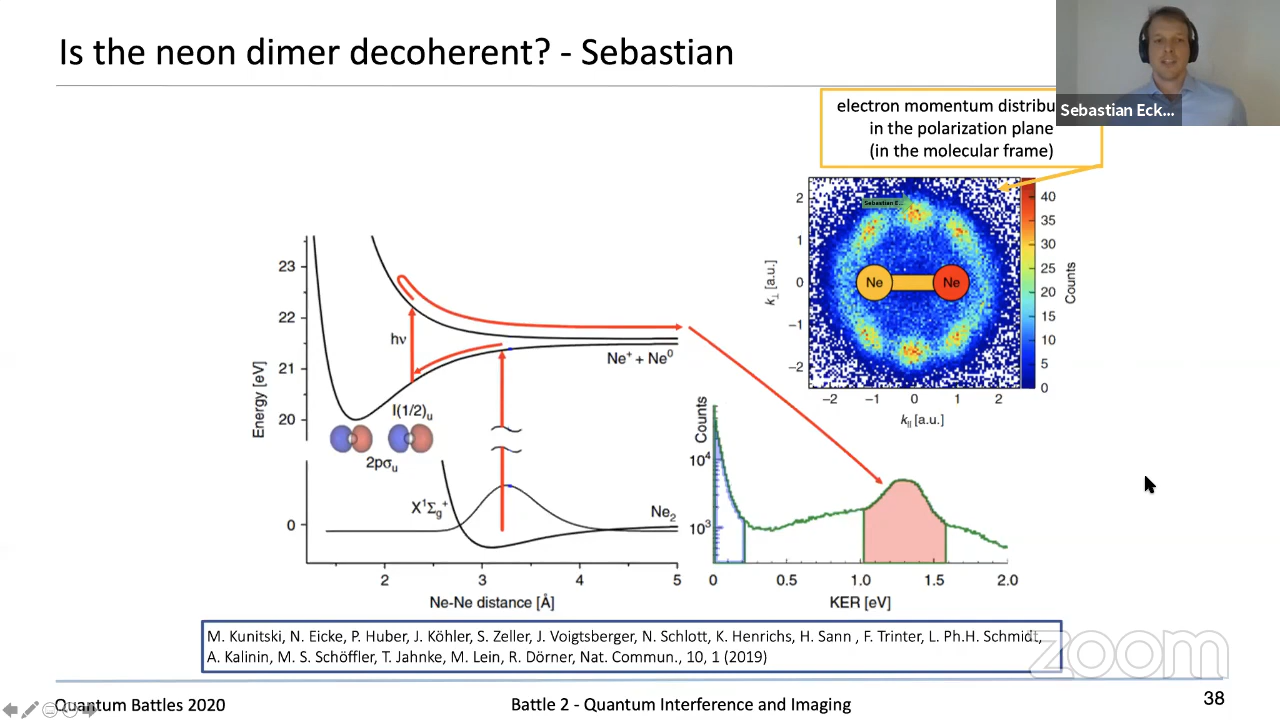 Is the neon dimer decoherent? - Sebastian
Sebastian Eck...
electron momentum distribu
in the polarization plane
(in the molecular frame)
Sebastian E...
2
1
0
−1
−2
k⊥ [a.u.]
Ne
Ne
−2 −1 0 1 2
k∥ [a.u.]
40
35
30
25
20
15
10
5
0
Counts
23
22
21
20
0
Energy [eV]
hν
Ne⁺ + Ne⁰
I(1/2)ᵤ
2pσᵤ
X¹Σg⁺
Ne₂
2 3 4 5
Ne-Ne distance [Å]
Counts
10⁴
10³
0 0.5 1.0 1.5 2.0
KER [eV]
M. Kunitski, N. Eicke, P. Huber, J. Köhler, S. Zeller, J. Voigtsberger, N. Schlott, K. Henrichs, H. Sann , F. Trinter, L. Ph.H. Schmidt,
A. Kalinin, M. S. Schöffler, T. Jahnke, M. Lein, R. Dörner, Nat. Commun., 10, 1 (2019)
zoom
Quantum Battles 2020
Battle 2 - Quantum Interference and Imaging
38